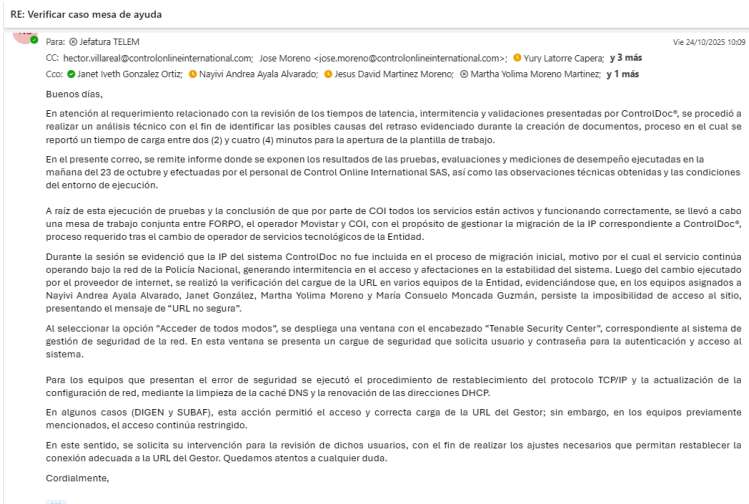 RE: Verificar caso mesa de ayuda
Para: Jefatura TELEM
Vie 24/10/2025 10:09
CC: hector.villareal@controlonlineinternational.com; Jose Moreno <jose.moreno@controlonlineinternational.com>; Yury Latorre Capera; y 3 más
Cco: Janet Iveth Gonzalez Ortiz; Nayivi Andrea Ayala Alvarado; Jesus David Martinez Moreno; Martha Yolima Moreno Martinez; y 1 más
Buenos días,
En atención al requerimiento relacionado con la revisión de los tiempos de latencia, intermitencia y validaciones presentadas por ControlDoc®, se procedió a
realizar un análisis técnico con el fin de identificar las posibles causas del retraso evidenciado durante la creación de documentos, proceso en el cual se
reportó un tiempo de carga entre dos (2) y cuatro (4) minutos para la apertura de la plantilla de trabajo.
En el presente correo, se remite informe donde se exponen los resultados de las pruebas, evaluaciones y mediciones de desempeño ejecutadas en la
mañana del 23 de octubre y efectuadas por el personal de Control Online International SAS, así como las observaciones técnicas obtenidas y las condiciones
del entorno de ejecución.
A raíz de esta ejecución de pruebas y la conclusión de que por parte de COI todos los servicios están activos y funcionando correctamente, se llevó a cabo
una mesa de trabajo conjunta entre FORPO, el operador Movistar y COI, con el propósito de gestionar la migración de la IP correspondiente a ControlDoc®,
proceso requerido tras el cambio de operador de servicios tecnológicos de la Entidad.
Durante la sesión se evidenció que la IP del sistema ControlDoc no fue incluida en el proceso de migración inicial, motivo por el cual el servicio continúa
operando bajo la red de la Policía Nacional, generando intermitencia en el acceso y afectaciones en la estabilidad del sistema. Luego del cambio ejecutado
por el proveedor de internet, se realizó la verificación del cargue de la URL en varios equipos de la Entidad, evidenciándose que, en los equipos asignados a
Nayivi Andrea Ayala Alvarado, Janet González, Martha Yolima Moreno y María Consuelo Moncada Guzmán, persiste la imposibilidad de acceso al sitio,
presentando el mensaje de "URL no segura".
Al seleccionar la opción "Acceder de todos modos", se despliega una ventana con el encabezado "Tenable Security Center", correspondiente al sistema de
gestión de seguridad de la red. En esta ventana se presenta un cargue de seguridad que solicita usuario y contraseña para la autenticación y acceso al
sistema.
Para los equipos que presentan el error de seguridad se ejecutó el procedimiento de restablecimiento del protocolo TCP/IP y la actualización de la
configuración de red, mediante la limpieza de la caché DNS y la renovación de las direcciones DHCP.
En algunos casos (DIGEN y SUBAF), esta acción permitió el acceso y correcta carga de la URL del Gestor; sin embargo, en los equipos previamente
mencionados, el acceso continúa restringido.
En este sentido, se solicita su intervención para la revisión de dichos usuarios, con el fin de realizar los ajustes necesarios que permitan restablecer la
conexión adecuada a la URL del Gestor. Quedamos atentos a cualquier duda.
Cordialmente,